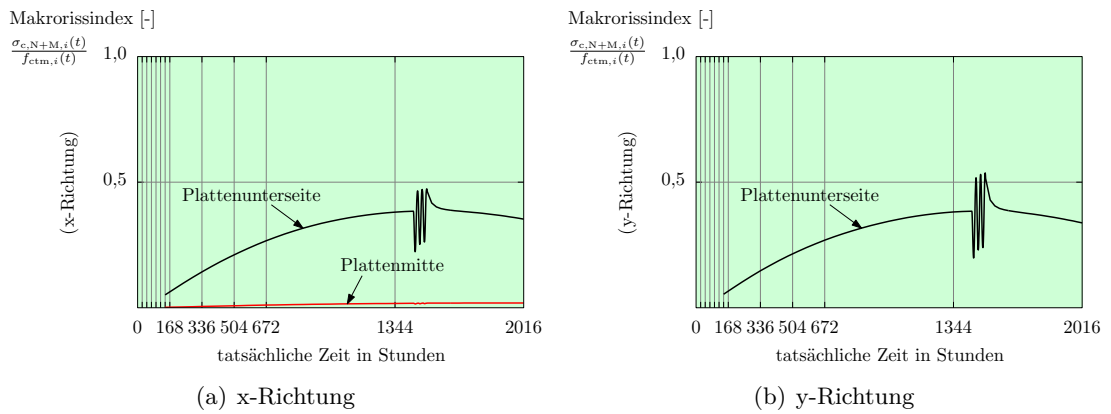 Makrorissindex [-]
σc,N+M,i(t)
fctm,i(t)
(x-Richtung)
1,0
0,5
Plattenunterseite
Plattenmitte
0 168 336 504 672 1344 2016
tatsächliche Zeit in Stunden
(a) x-Richtung
Makrorissindex [-]
σc,N+M,i(t)
fctm,i(t)
(y-Richtung)
1,0
0,5
Plattenunterseite
0 168 336 504 672 1344 2016
tatsächliche Zeit in Stunden
(b) y-Richtung